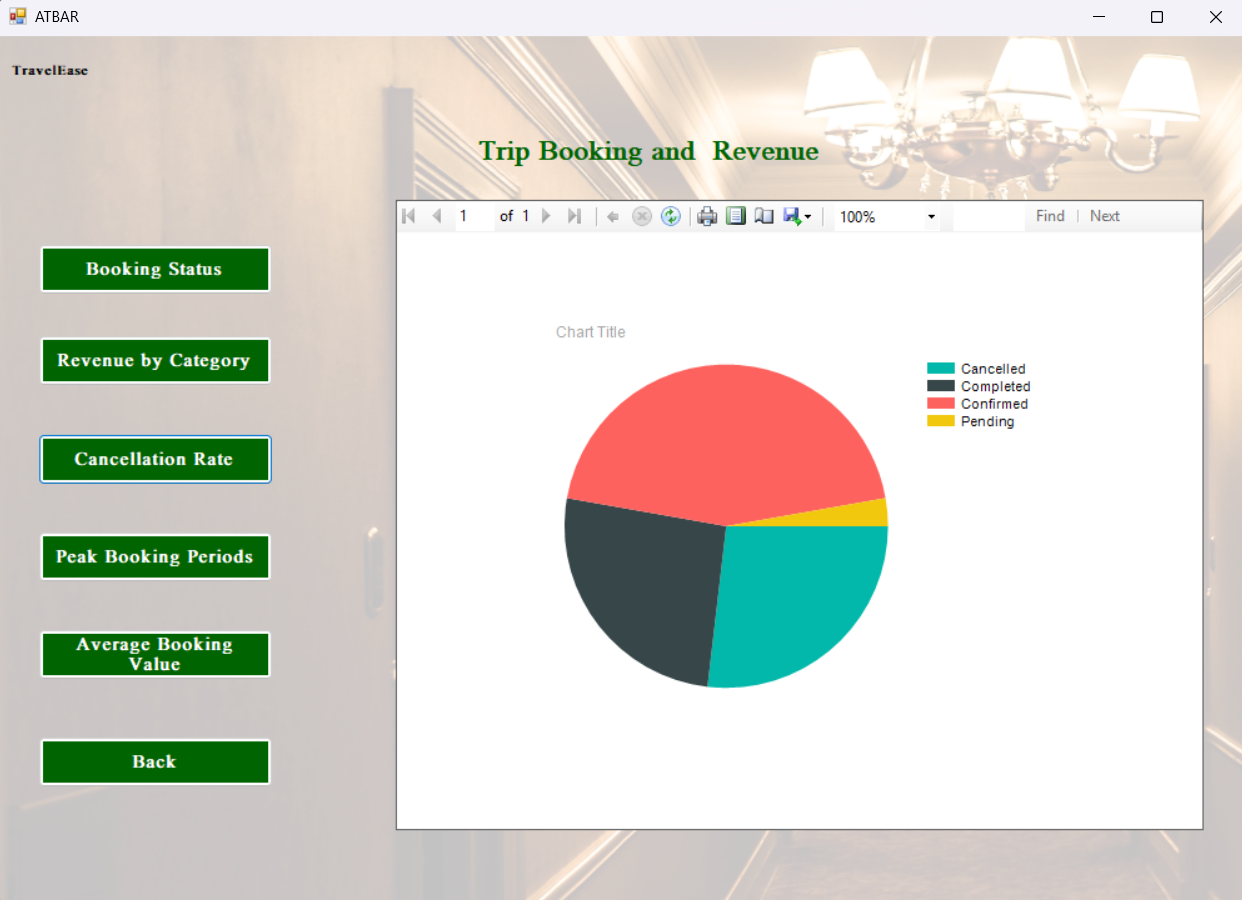 ATBAR
TravelEase
Trip Booking and  Revenue
1 of 1 100% Find Next
Booking Status
Revenue by Category
Cancellation Rate
Peak Booking Periods
Average Booking
Value
Back
Chart Title
Cancelled
Completed
Confirmed
Pending